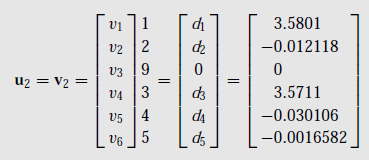 v1 1 d1 3.5801
v2 2 d2 −0.012118
v3 9 0 0
u2 = v2 = v4 3 = d3 = 3.5711
v5 4 d4 −0.030106
v6 5 d5 −0.0016582